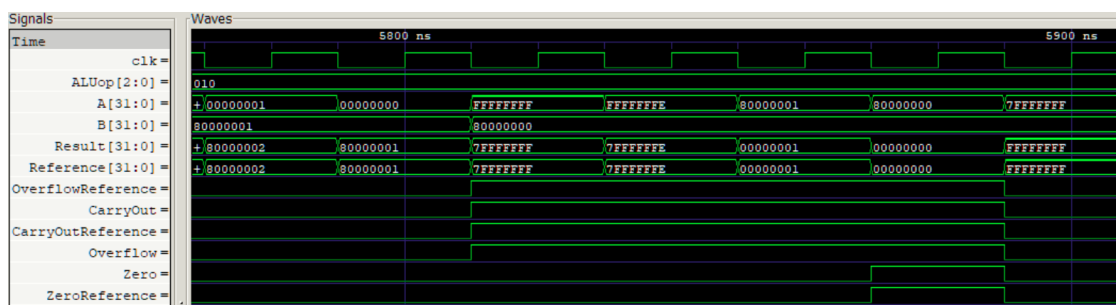 Signals Waves
Time 5800 ns 5900 ns
clk=
ALUop[2:0] = 010
A[31:0] = + 00000001 00000000 FFFFFFFF FFFFFFFE 80000001 80000000 7FFFFFFF
B[31:0] = 80000001 80000000
Result[31:0] = + 80000002 80000001 7FFFFFFF 7FFFFFFE 00000001 00000000 FFFFFFFF
Reference[31:0] = + 80000002 80000001 7FFFFFFF 7FFFFFFE 00000001 00000000 FFFFFFFF
OverflowReference =
CarryOut =
CarryOutReference =
Overflow =
Zero =
ZeroReference =